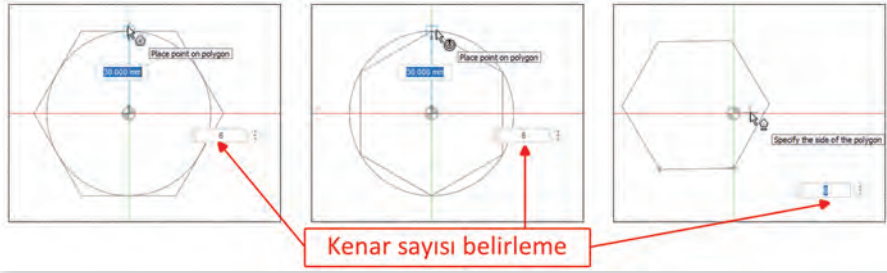 Place point on polygon
30.000 mm
6
Place point on polygon
30.000 mm
6
Specify the side of the polygon
Kenar sayısı belirleme